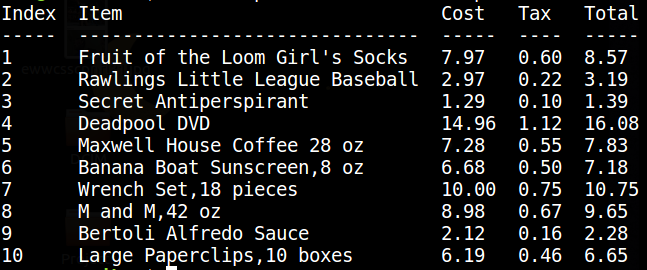 Index  Item                            Cost   Tax   Total
-----  ------------------------------- -----  ----  -----
1      Fruit of the Loom Girl's Socks  7.97   0.60  8.57
2      Rawlings Little League Baseball 2.97   0.22  3.19
3      Secret Antiperspirant           1.29   0.10  1.39
4      Deadpool DVD                    14.96  1.12  16.08
5      Maxwell House Coffee 28 oz      7.28   0.55  7.83
6      Banana Boat Sunscreen,8 oz      6.68   0.50  7.18
7      Wrench Set,18 pieces            10.00  0.75  10.75
8      M and M,42 oz                   8.98   0.67  9.65
9      Bertoli Alfredo Sauce           2.12   0.16  2.28
10     Large Paperclips,10 boxes       6.19   0.46  6.65